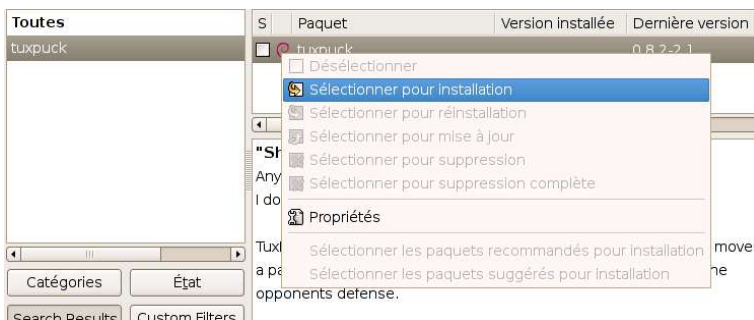 Toutes
tuxpuck
S Paquet Version installée Dernière version
tuxpuck 0.8.2-2.1
Désélectionner
Sélectionner pour installation
Sélectionner pour réinstallation
Sélectionner pour mise à jour
Sélectionner pour suppression
Sélectionner pour suppression complète
Propriétés
Sélectionner les paquets recommandés pour installation
Sélectionner les paquets suggérés pour installation
"Sh
Any
I do
move
a pa
opponents defense.
Catégories État
Search Results Custom Filters